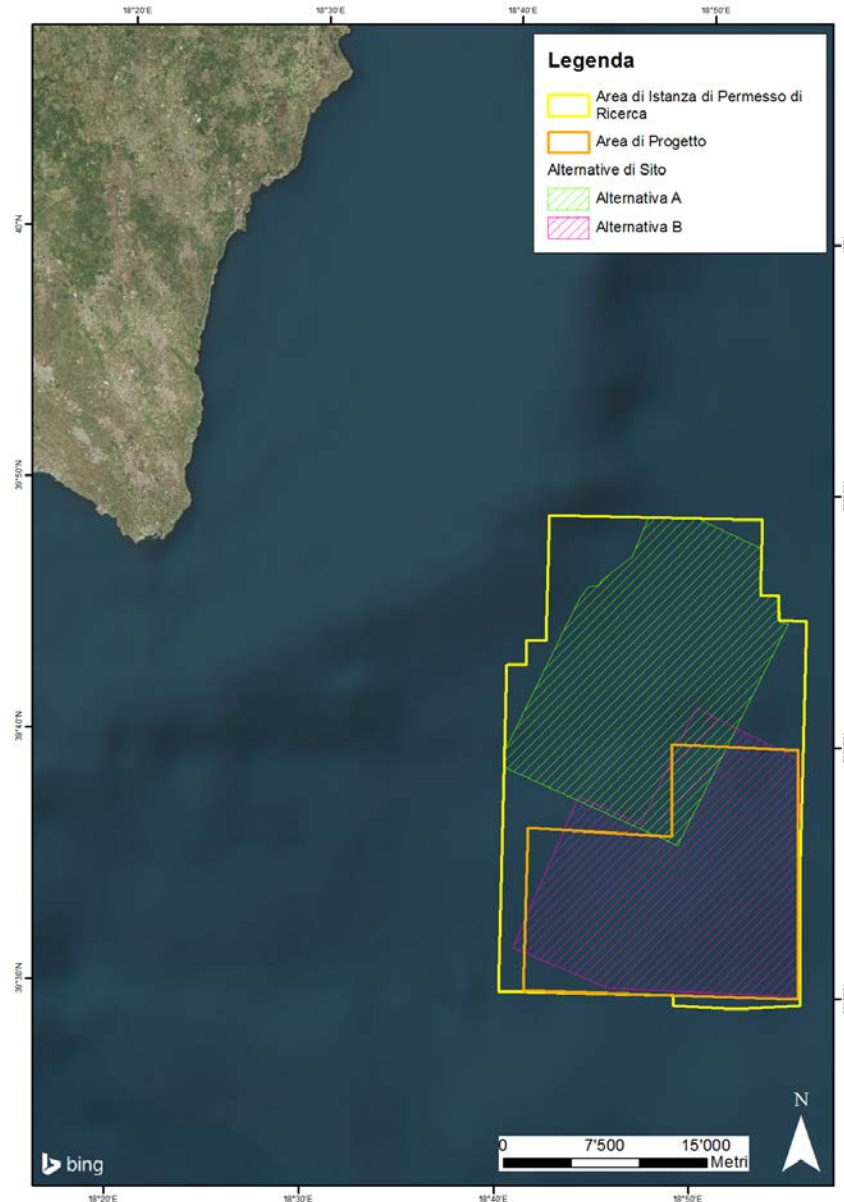 18°20'E
18°30'E
18°40'E
18°50'E
Legenda
Area di Istanza di Permesso di
Ricerca
Area di Progetto
Alternative di Sito
Alternativa A
Alternativa B
40°N
39°50'N
39°40'N
39°30'N
N
0 7'500 15'000
Metri
bing
18°20'E
18°30'E
18°40'E
18°50'E